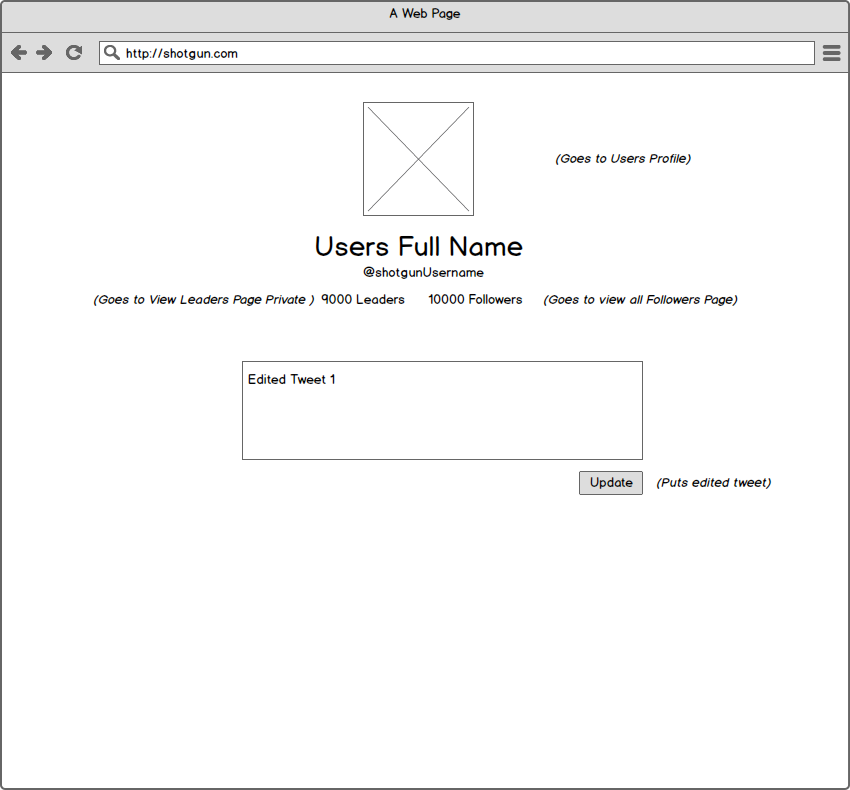 A Web Page
http://shotgun.com
(Goes to Users Profile)
Users Full Name
@shotgunUsername
(Goes to View Leaders Page Private ) 9000 Leaders 10000 Followers (Goes to view all Followers Page)
Edited Tweet 1
Update (Puts edited tweet)